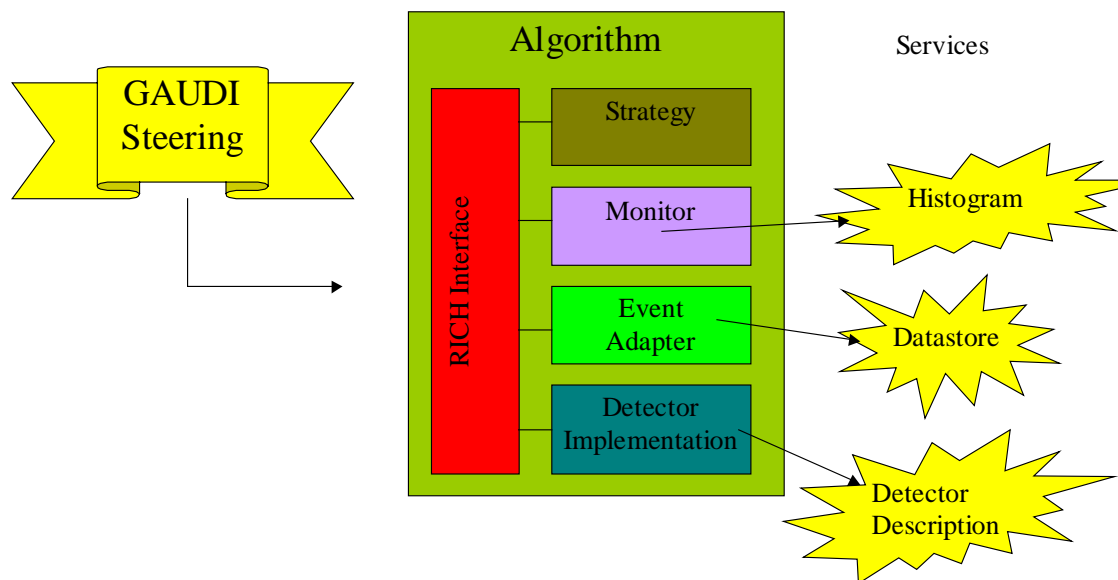 GAUDI
Steering
Algorithm
RICH Interface
Strategy
Monitor
Event
Adapter
Detector
Implementation
Services
Histogram
Datastore
Detector
Description